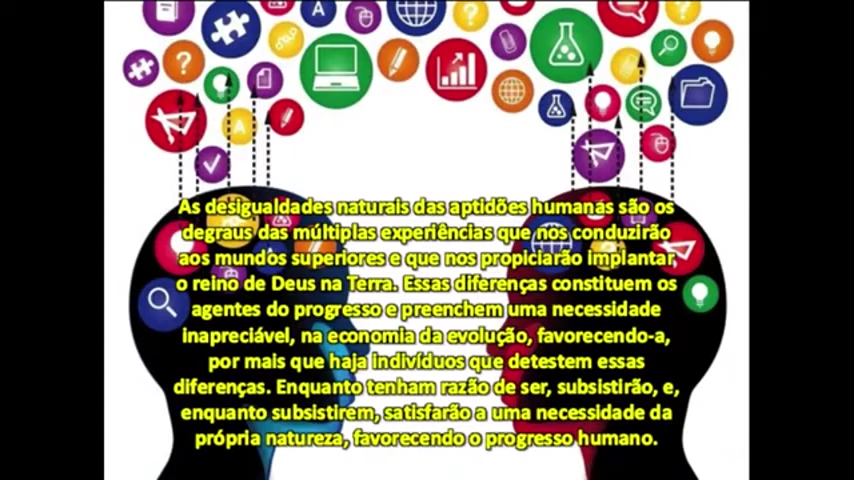 A
A
As desigualdades naturais das aptidões humanas são os
degraus das múltiplas experiências que nos conduzirão
aos mundos superiores e que nos propiciarão implantar,
o reino de Deus na Terra. Essas diferenças constituem os
agentes do progresso e preenchem uma necessidade
inapreciável, na economia da evolução, favorecendo-a,
por mais que haja indivíduos que detestem essas
diferenças. Enquanto tenham razão de ser, subsistirão, e,
enquanto subsistirem, satisfarão a uma necessidade da
própria natureza, favorecendo o progresso humano.